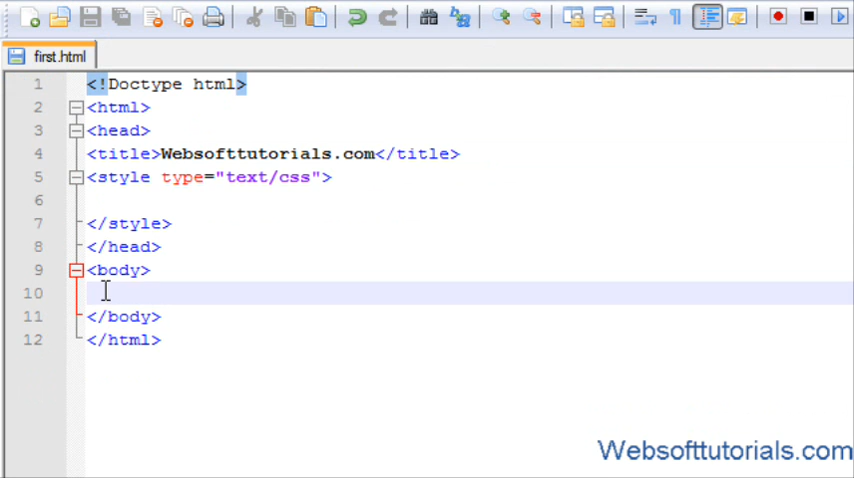 first.html
1 <!Doctype html>
2 <html>
3 <head>
4 <title>Websofttutorials.com</title>
5 <style type="text/css">
6
7 </style>
8 </head>
9 <body>
10
11 </body>
12 </html>
Websofttutorials.com